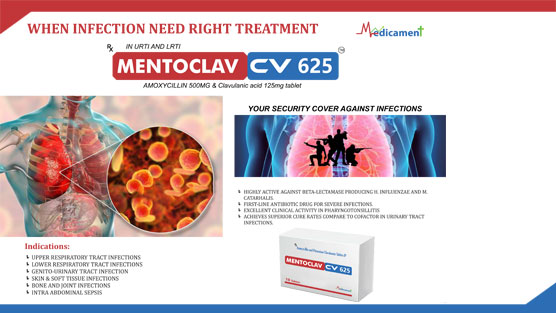 WHEN INFECTION NEED RIGHT TREATMENT
Medicament
Rx IN URTI AND LRTI
MENTOCLAV CV 625
AMOXYCILLIN 500MG & Clavulanic acid 125mg tablet
YOUR SECURITY COVER AGAINST INFECTIONS
HIGHLY ACTIVE AGAINST BETA-LECTAMASE PRODUCING H. INFLUENZAE AND M.
CATARHALIS.
FIRST-LINE ANTIBIOTIC DRUG FOR SEVERE INFECTIONS.
EXCELLENT CLINICAL ACTIVITY IN PHARYNGOTONSILLITIS
ACHIEVES SUPERIOR CURE RATES COMPARE TO COFACTOR IN URINARY TRACT
INFECTIONS.
Indications:
UPPER RESPIRATORY TRACT INFECTIONS
LOWER RESPIRATORY TRACT INFECTIONS
GENITO-URINARY TRACT INFECTION
SKIN & SOFT TISSUE INFECTIONS
BONE AND JOINT INFECTIONS
INTRA ABDOMINAL SEPSIS
MENTOCLAV CV 625